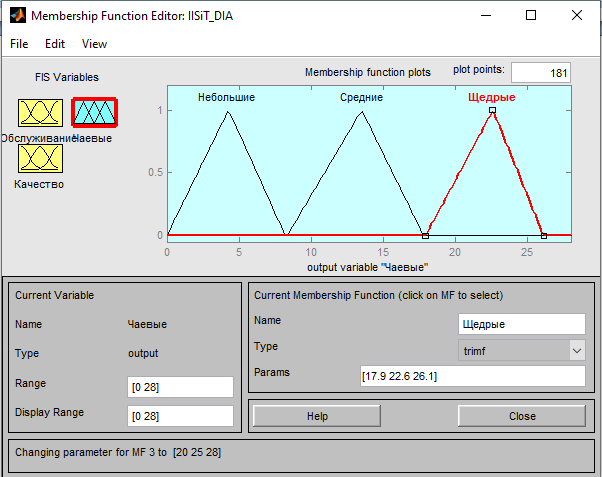 Membership Function Editor: IISiT_DIA
File Edit View
FIS Variables
Обслуживание
Чаевые
Качество
Membership function plots
plot points:
181
Небольшие
Средние
Щедрые
1
0.5
0
0 5 10 15 20 25
output variable "Чаевые"
Current Variable
Name Чаевые
Type output
Range [0 28]
Display Range [0 28]
Current Membership Function (click on MF to select)
Name Щедрые
Type trimf
Params [17.9 22.6 26.1]
Help Close
Changing parameter for MF 3 to [20 25 28]